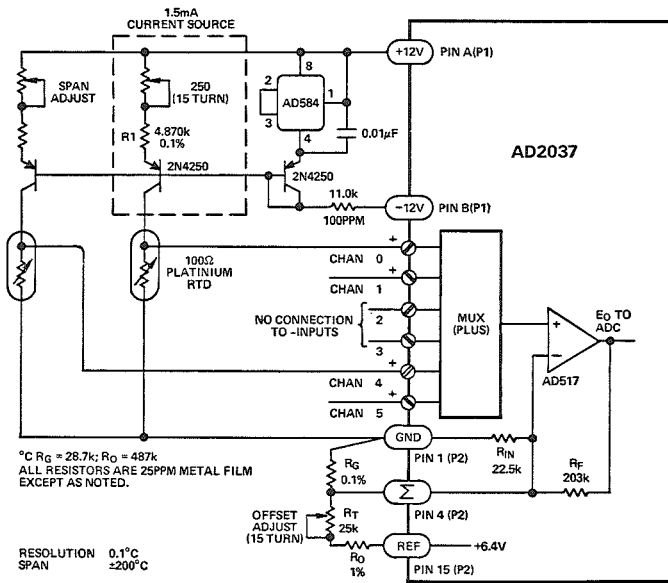 1.5mA
CURRENT SOURCE
+12V
PIN A(P1)
SPAN
ADJUST
250
(15 TURN)
8
2
AD584
1
3
4
0.01μF
R1
4.870k
0.1%
2N4250
2N4250
AD2037
11.0k
100PPM
−12V
PIN B(P1)
100Ω
PLATINIUM
RTD
+
CHAN 0
+
CHAN 1
NO CONNECTION
TO -INPUTS
2
3
+
CHAN 4
+
CHAN 5
MUX
(PLUS)
+
−
AD517
EO TO
ADC
GND
PIN 1 (P2)
RIN
22.5k
RF
203k
°C RG = 28.7k; RO = 487k
ALL RESISTORS ARE 25PPM METAL FILM
EXCEPT AS NOTED.
RG
0.1%
Σ
PIN 4 (P2)
OFFSET
ADJUST
(15 TURN)
RT
25k
RO
1%
REF
+6.4V
PIN 15 (P2)
RESOLUTION 0.1°C
SPAN ±200°C